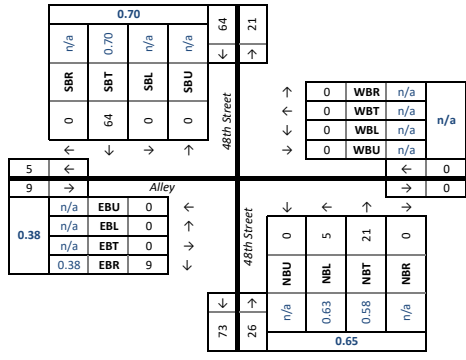 0.70
n/a 0.70 n/a n/a
SBR SBT SBL SBU
0 64 0 0
← ↓ → ↑
64 21
↓ ↑
48th Street
↑ 0 WBR n/a
← 0 WBT n/a
↓ 0 WBL n/a
→ 0 WBU n/a
n/a
5 ←
← 0
9 →
Alley
→ 0
0.38
n/a EBU 0 ←
n/a EBL 0 ↑
n/a EBT 0 →
0.38 EBR 9 ↓
48th Street
↓ ← ↑ →
0 5 21 0
NBU NBL NBT NBR
n/a 0.63 0.58 n/a
0.65
↓ ↑
73 26